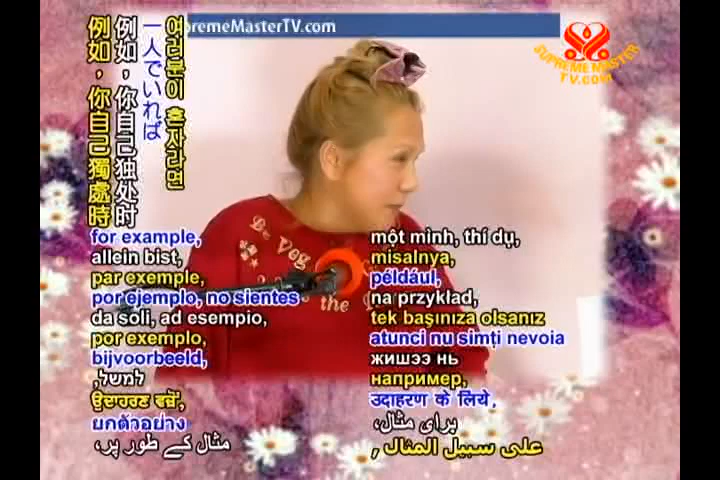 SupremeMasterTV.com
SUPREME MASTER
TV.COM
例如，你自己獨處時
例如，你自己独处时
一人でいれば
여러분이 혼자라면
Be Veg
the
for example,
allein bist,
par exemple,
por ejemplo, no sientes
da soli, ad esempio,
por exemplo,
bijvoorbeeld,
למשל,
ਉਦਾਹਰਣ ਵਜੋਂ,
ยกตัวอย่าง
مثال کے طور پر،
một mình, thí dụ,
misalnya,
például,
na przykład,
tek başınıza olsanız
atunci nu simţi nevoia
жишээ нь
например,
उदाहरण के लिये,
برای مثال،
على سبيل المثال ,